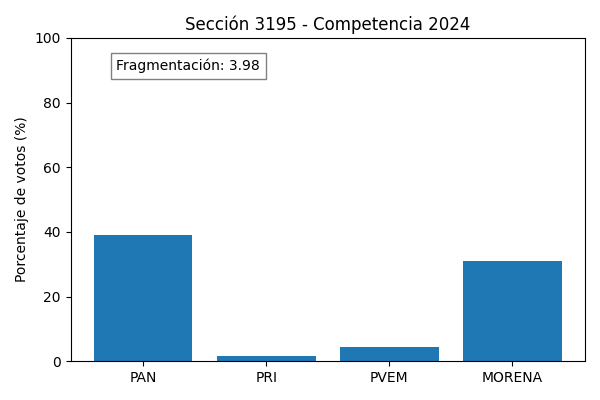 Sección 3195 - Competencia 2024
Fragmentación: 3.98
Porcentaje de votos (%)
100
80
60
40
20
0
PAN PRI PVEM MORENA